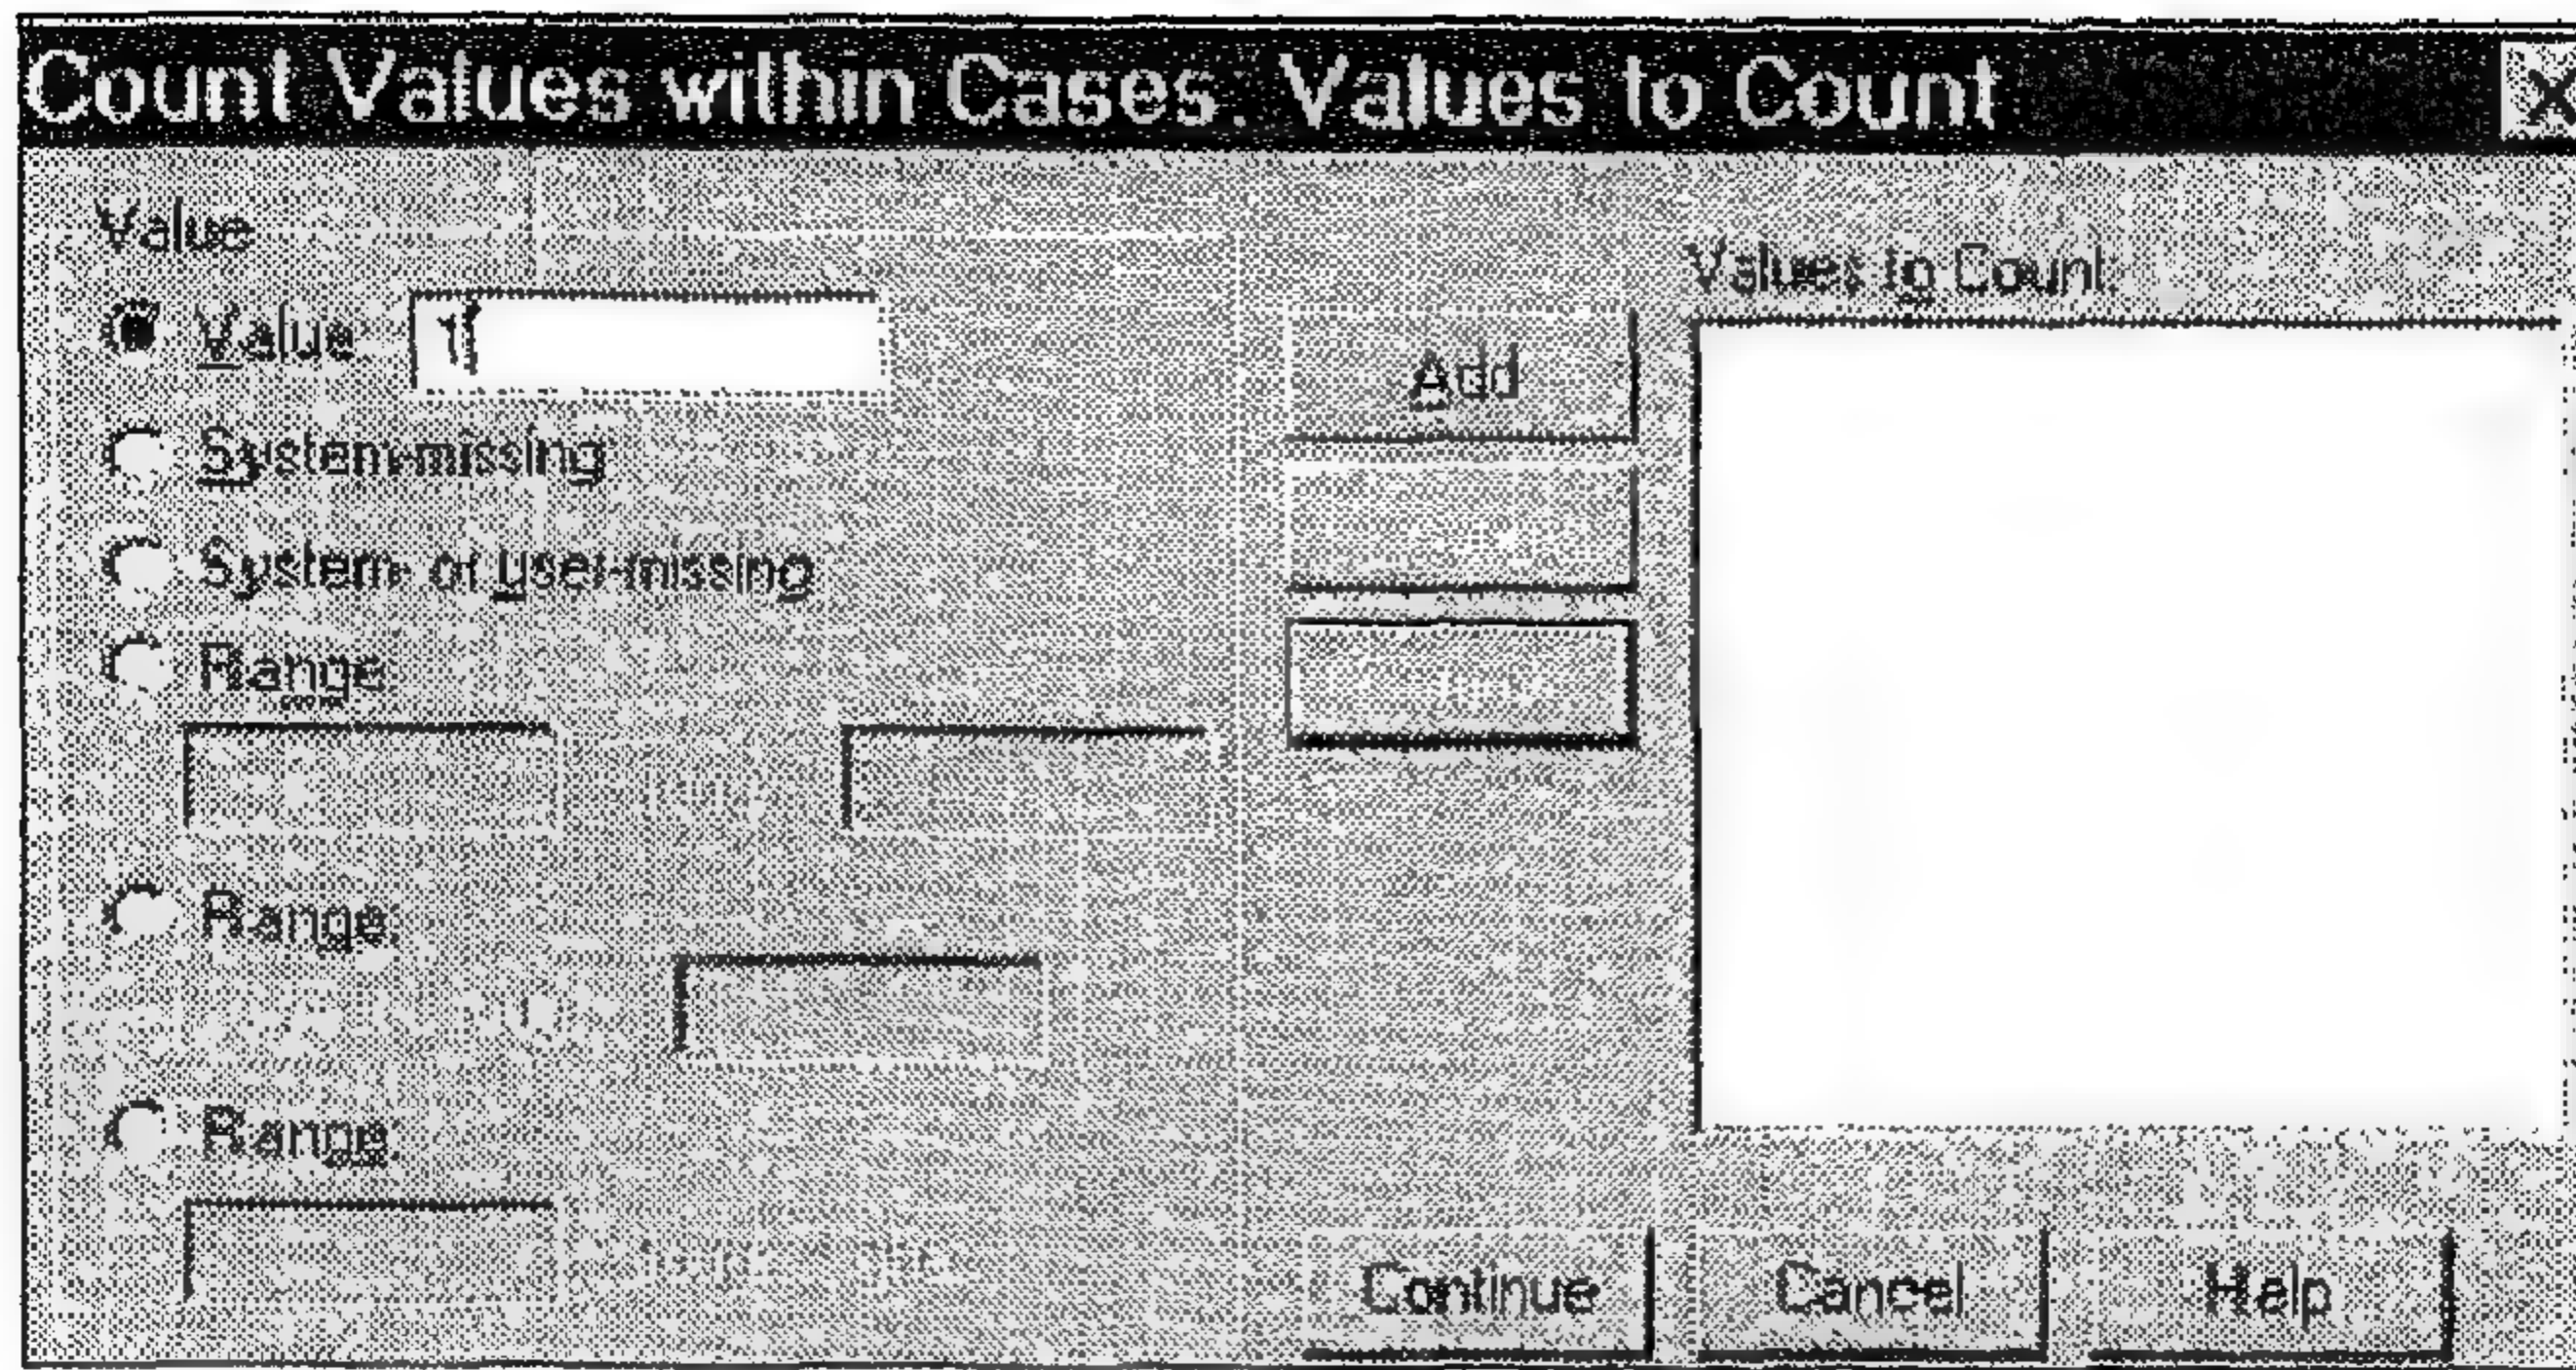 Count Values within Cases: Values to Count
Value
Value 1
System-missing
System- or user-missing
Range
Range:
Range:
Values to Count:
Add
Continue
Cancel
Help